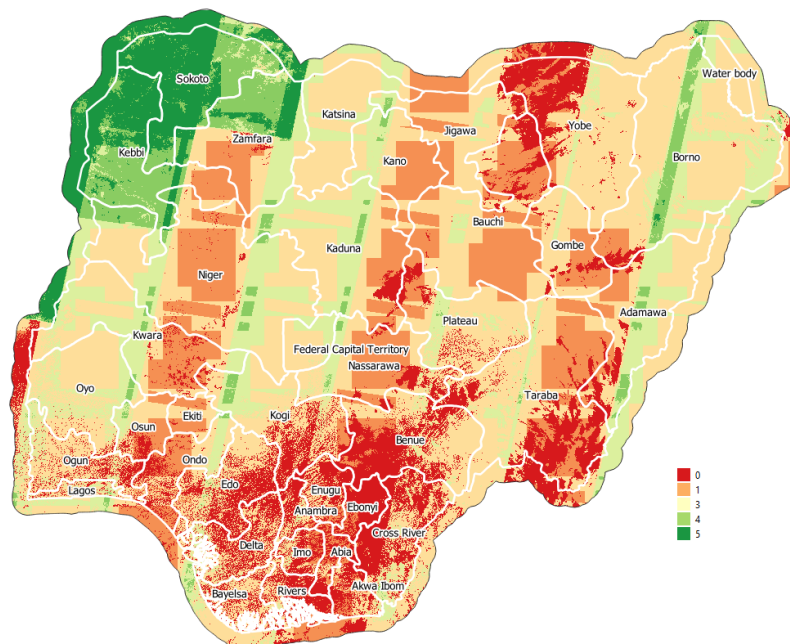 Sokoto
Water body
Katsina
Jigawa
Yobe
Zamfara
Kebbi
Kano
Borno
Bauchi
Kaduna
Gombe
Niger
Adamawa
Plateau
Kwara
Federal Capital Territory
Nassarawa
Oyo
Taraba
Ekiti
Kogi
Osun
Benue
Ogun
Ondo
Edo
Enugu
Lagos
Anambra
Ebonyi
Cross River
Delta
Imo
Abia
Akwa Ibom
Bayelsa
Rivers
0
1
3
4
5